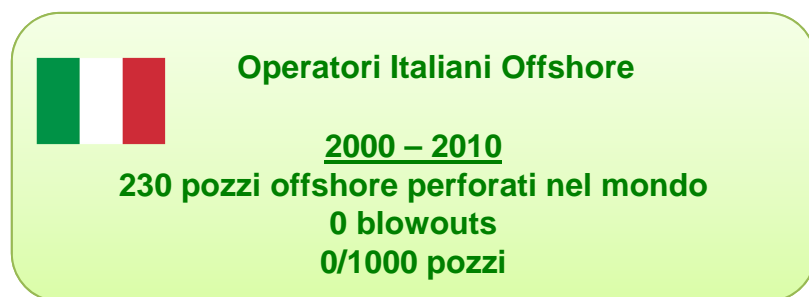 Operatori Italiani Offshore
2000 – 2010
230 pozzi offshore perforati nel mondo
0 blowouts
0/1000 pozzi